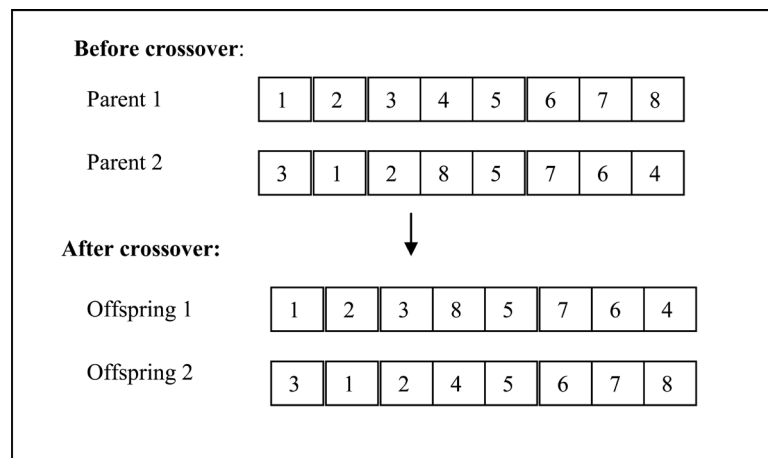 Before crossover:
Parent 1 1 2 3 4 5 6 7 8
Parent 2 3 1 2 8 5 7 6 4
After crossover:
Offspring 1 1 2 3 8 5 7 6 4
Offspring 2 3 1 2 4 5 6 7 8